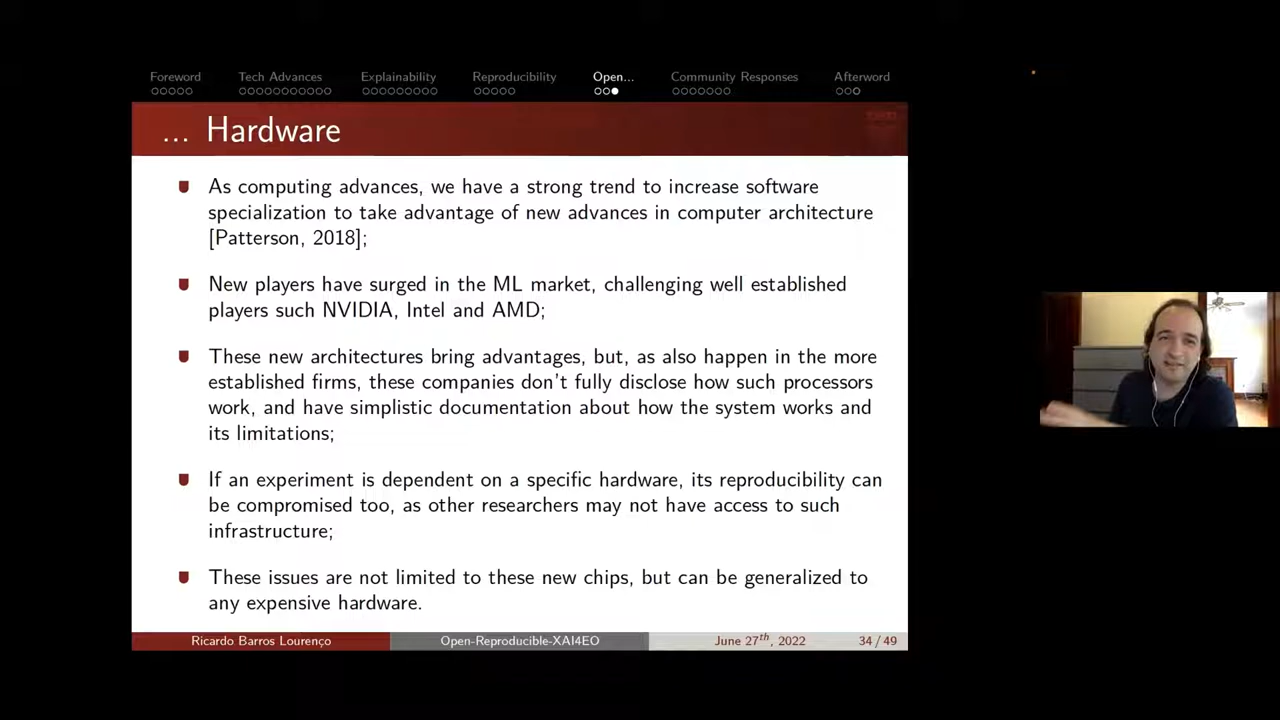 Foreword Tech Advances Explainability Reproducibility Open... Community Responses Afterword
... Hardware
As computing advances, we have a strong trend to increase software
specialization to take advantage of new advances in computer architecture
[Patterson, 2018];
New players have surged in the ML market, challenging well established
players such NVIDIA, Intel and AMD;
These new architectures bring advantages, but, as also happen in the more
established firms, these companies don't fully disclose how such processors
work, and have simplistic documentation about how the system works and
its limitations;
If an experiment is dependent on a specific hardware, its reproducibility can
be compromised too, as other researchers may not have access to such
infrastructure;
These issues are not limited to these new chips, but can be generalized to
any expensive hardware.
Ricardo Barros Lourenço Open-Reproducible-XAI4EO June 27th, 2022 34 / 49